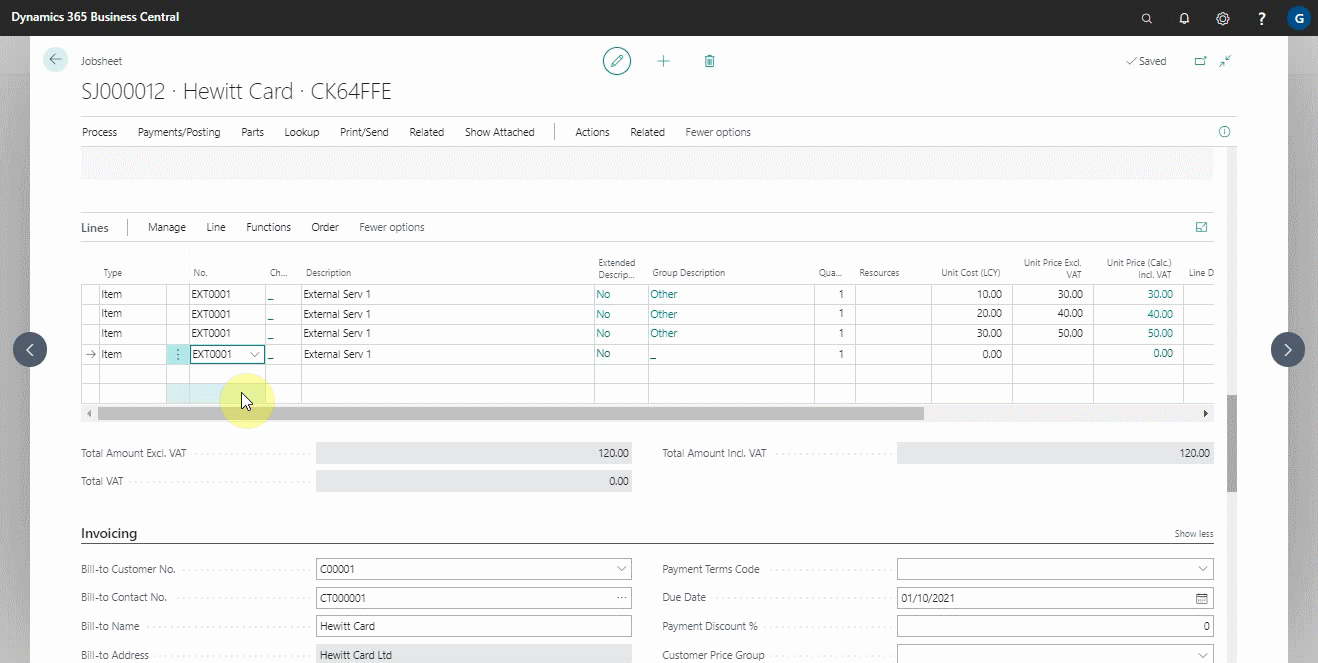 Dynamics 365 Business Central
?
G
Jobsheet
Saved
SJ000012 · Hewitt Card · CK64FFE
Process Payments/Posting Parts Lookup Print/Send Related Show Attached Actions Related Fewer options
Lines Manage Line Functions Order Fewer options
Type No. Ch... Description Extended Descrip... Group Description Qua... Resources Unit Cost (LCY) Unit Price Excl. VAT Unit Price (Calc.) Incl. VAT Line D
Item EXT0001 _ External Serv 1 No Other 1 10.00 30.00 30.00
Item EXT0001 _ External Serv 1 No Other 1 20.00 40.00 40.00
Item EXT0001 _ External Serv 1 No Other 1 30.00 50.00 50.00
Item EXT0001 _ External Serv 1 No _ 1 0.00 0.00
Total Amount Excl. VAT 120.00 Total Amount Incl. VAT 120.00
Total VAT 0.00
Invoicing Show less
Bill-to Customer No. C00001 Payment Terms Code
Bill-to Contact No. CT000001 ... Due Date 01/10/2021
Bill-to Name Hewitt Card Payment Discount % 0
Bill-to Address Hewitt Card Ltd Customer Price Group